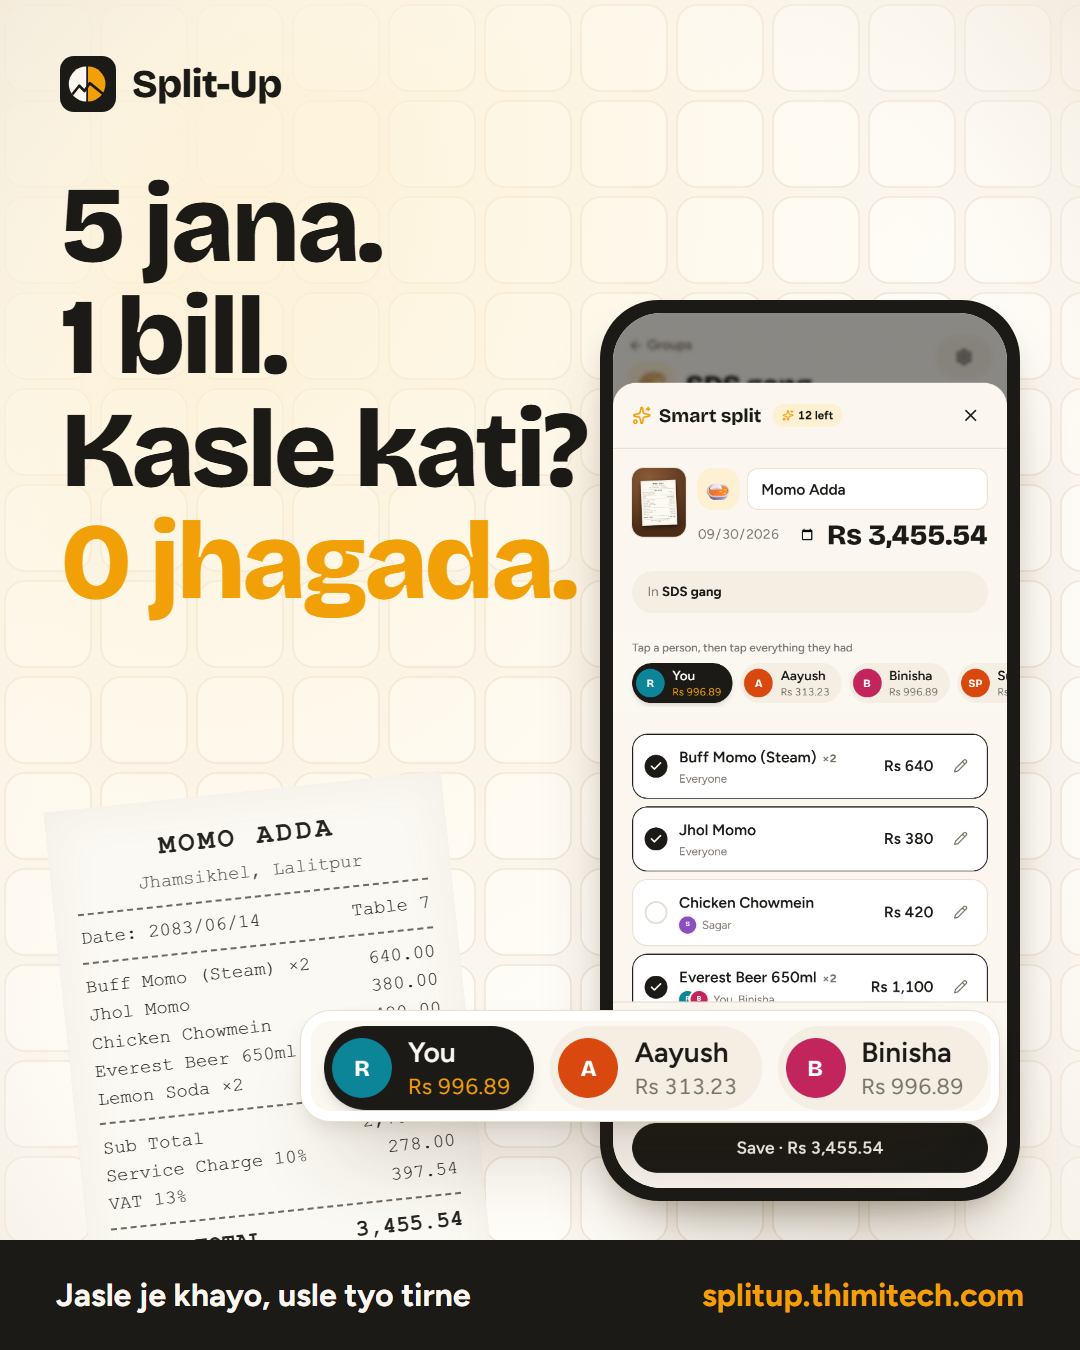 Split-Up
5 jana.
1 bill.
Kasle kati?
0 jhagada.
← Groups
SDS gang
Smart split
12 left
Momo Adda
09/30/2026
Rs 3,455.54
In SDS gang
Tap a person, then tap everything they had
R You Rs 996.89
A Aayush Rs 313.23
B Binisha Rs 996.89
SP
Buff Momo (Steam) ×2 Rs 640
Everyone
Jhol Momo Rs 380
Everyone
Chicken Chowmein Rs 420
S Sagar
Everest Beer 650ml ×2 Rs 1,100
You, Binisha
R You Rs 996.89
A Aayush Rs 313.23
B Binisha Rs 996.89
Save · Rs 3,455.54
MOMO ADDA
Jhamsikhel, Lalitpur
Date: 2083/06/14 Table 7
Buff Momo (Steam) ×2 640.00
Jhol Momo 380.00
Chicken Chowmein
Everest Beer 650ml
Lemon Soda ×2
Sub Total
Service Charge 10% 278.00
VAT 13% 397.54
TOTAL 3,455.54
Jasle je khayo, usle tyo tirne
splitup.thimitech.com